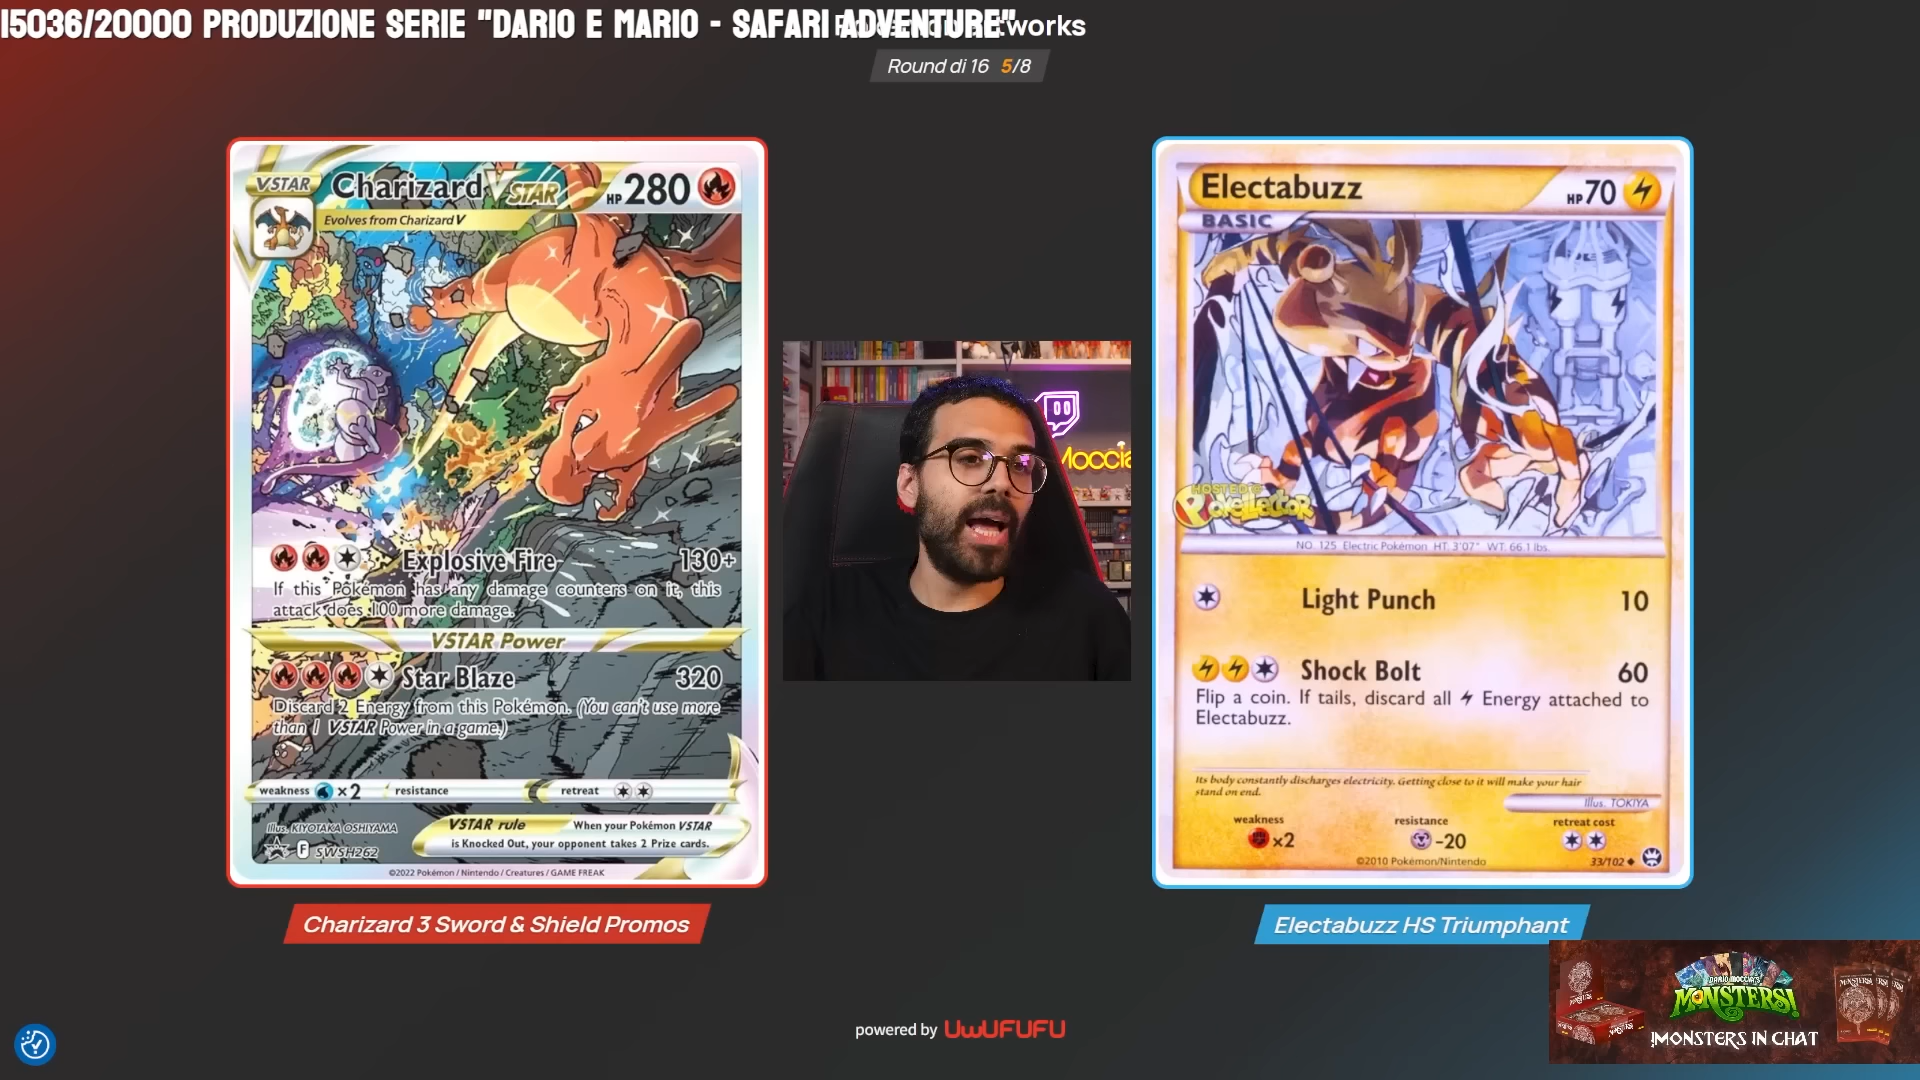 15036/20000 PRODUZIONE SERIE "DARIO E MARIO - SAFARI ADVENTURE"
Round di 16 5/8
VSTAR
Charizard VSTAR HP 280
Evolves from Charizard V
Explosive Fire 130+
If this Pokémon has any damage counters on it, this
attack does 100 more damage.
VSTAR Power
Star Blaze 320
Discard 2 Energy from this Pokémon. (You can't use more
than 1 VSTAR Power in a game.)
weakness ×2 resistance retreat
Illus. KIYOTAKA OSHIYAMA
F SWSH262
VSTAR rule When your Pokémon VSTAR
is Knocked Out, your opponent takes 2 Prize cards.
©2022 Pokémon / Nintendo / Creatures / GAME FREAK
Charizard 3 Sword & Shield Promos
Moccia
Electabuzz HP 70
BASIC
HOSTED @
Pokellector
NO. 125 Electric Pokémon HT: 3'07" WT: 66.1 lbs.
Light Punch 10
Shock Bolt 60
Flip a coin. If tails, discard all Energy attached to
Electabuzz.
Its body constantly discharges electricity. Getting close to it will make your hair
stand on end.
Illus. TOKIYA
weakness resistance retreat cost
×2 -20
©2010 Pokémon/Nintendo 33/102
Electabuzz HS Triumphant
powered by UwUFUFU
DARIO MOCCIA'S
MONSTERS!
!MONSTERS IN CHAT